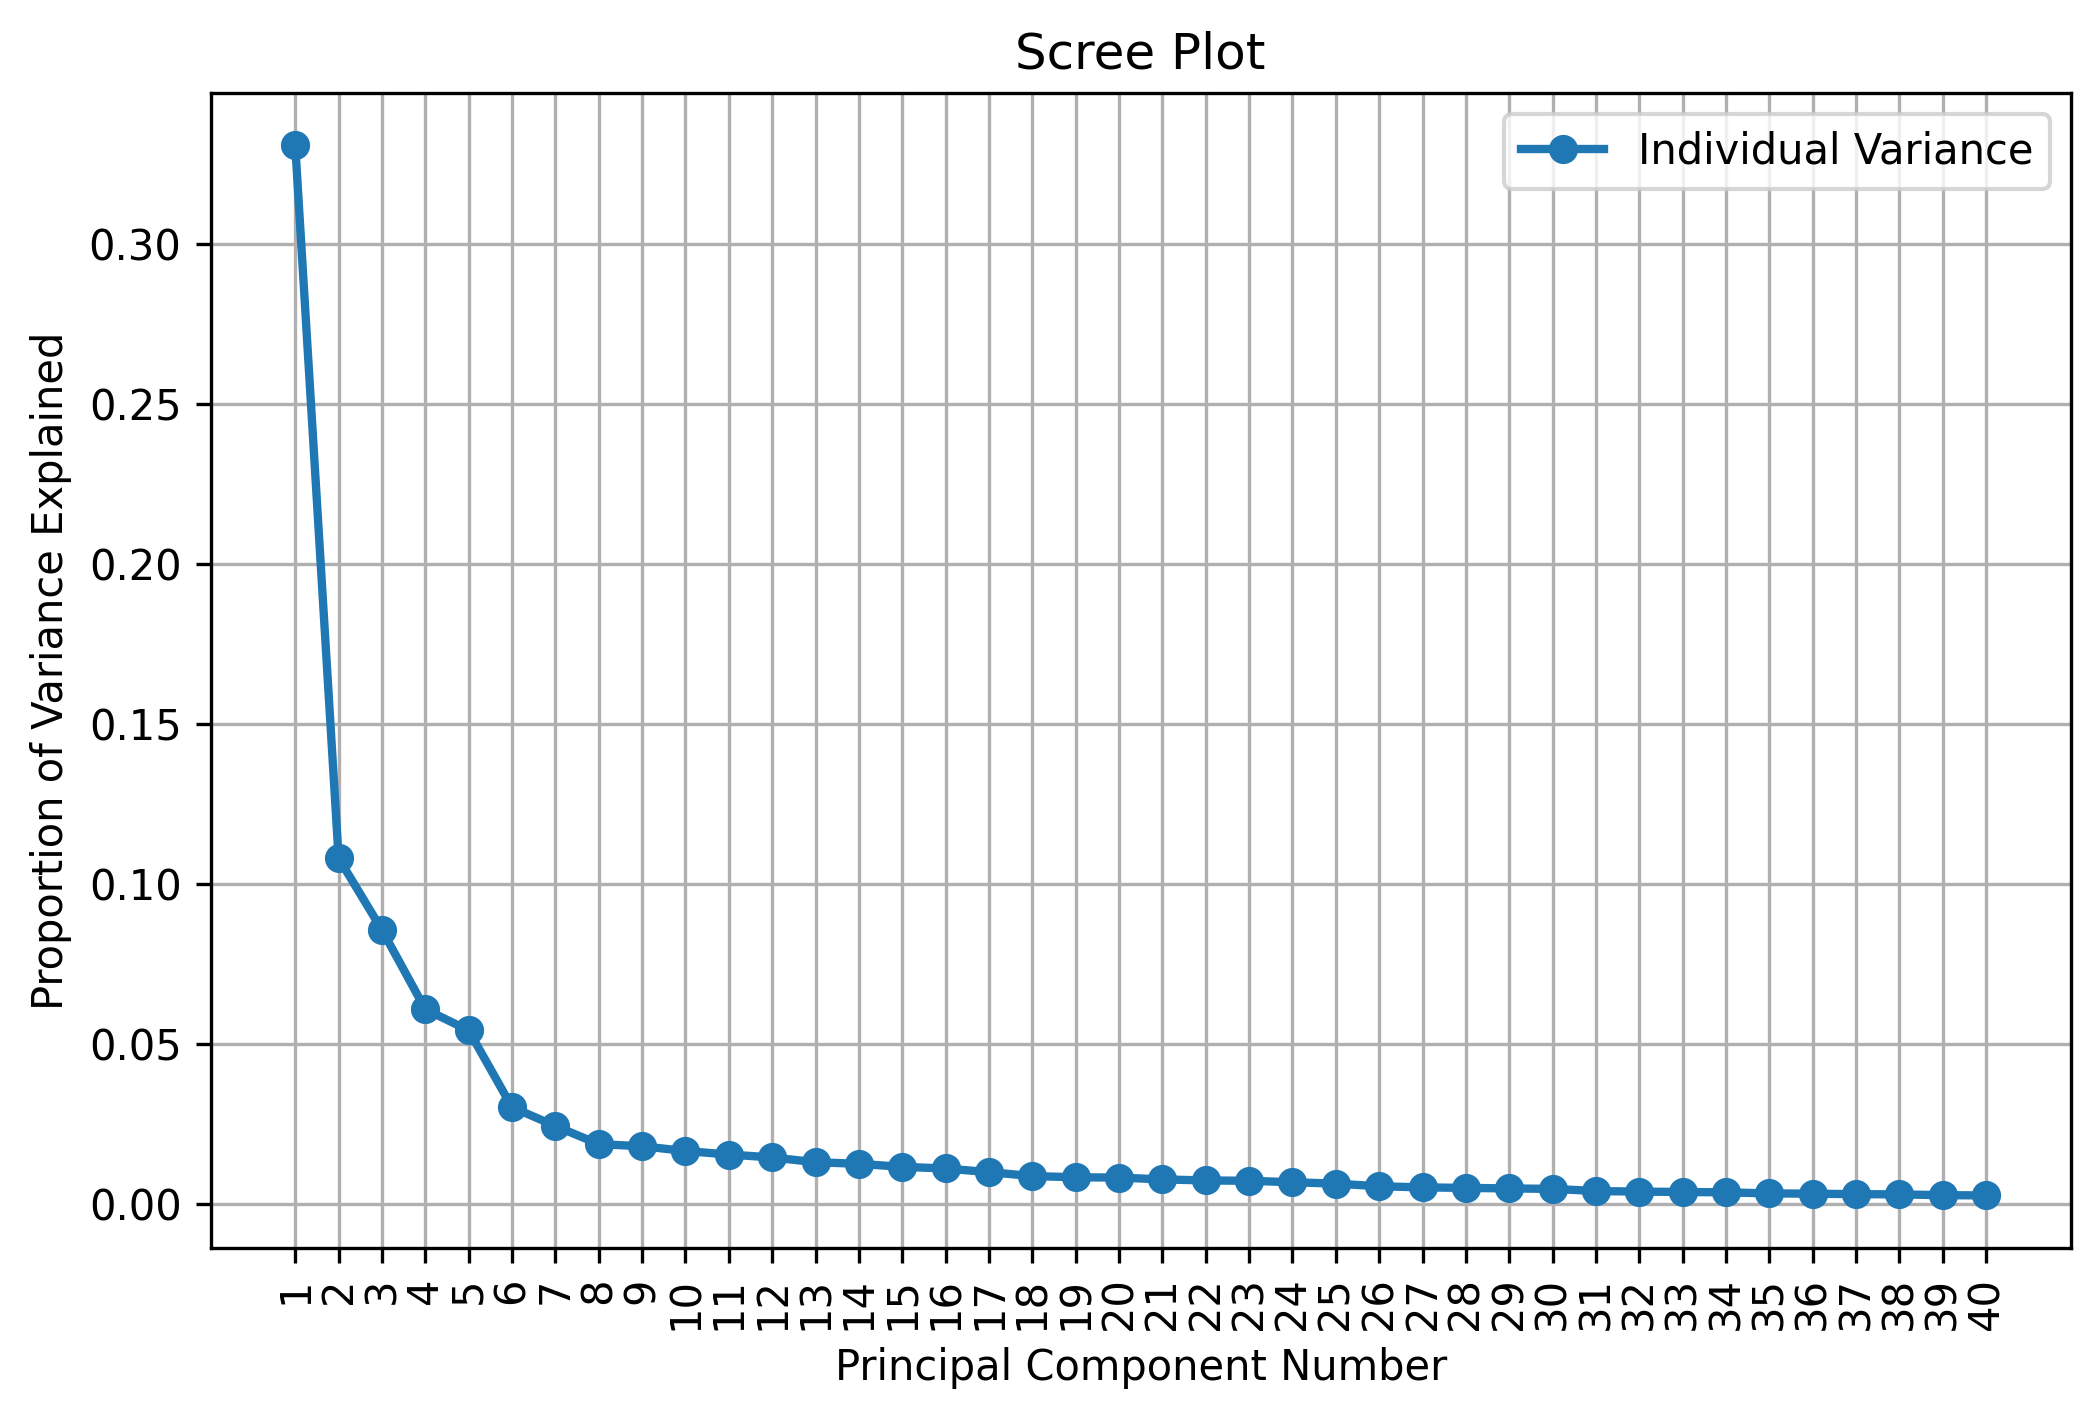 Scree Plot
Individual Variance
Proportion of Variance Explained
0.30
0.25
0.20
0.15
0.10
0.05
0.00
1 2 3 4 5 6 7 8 9 10 11 12 13 14 15 16 17 18 19 20 21 22 23 24 25 26 27 28 29 30 31 32 33 34 35 36 37 38 39 40
Principal Component Number